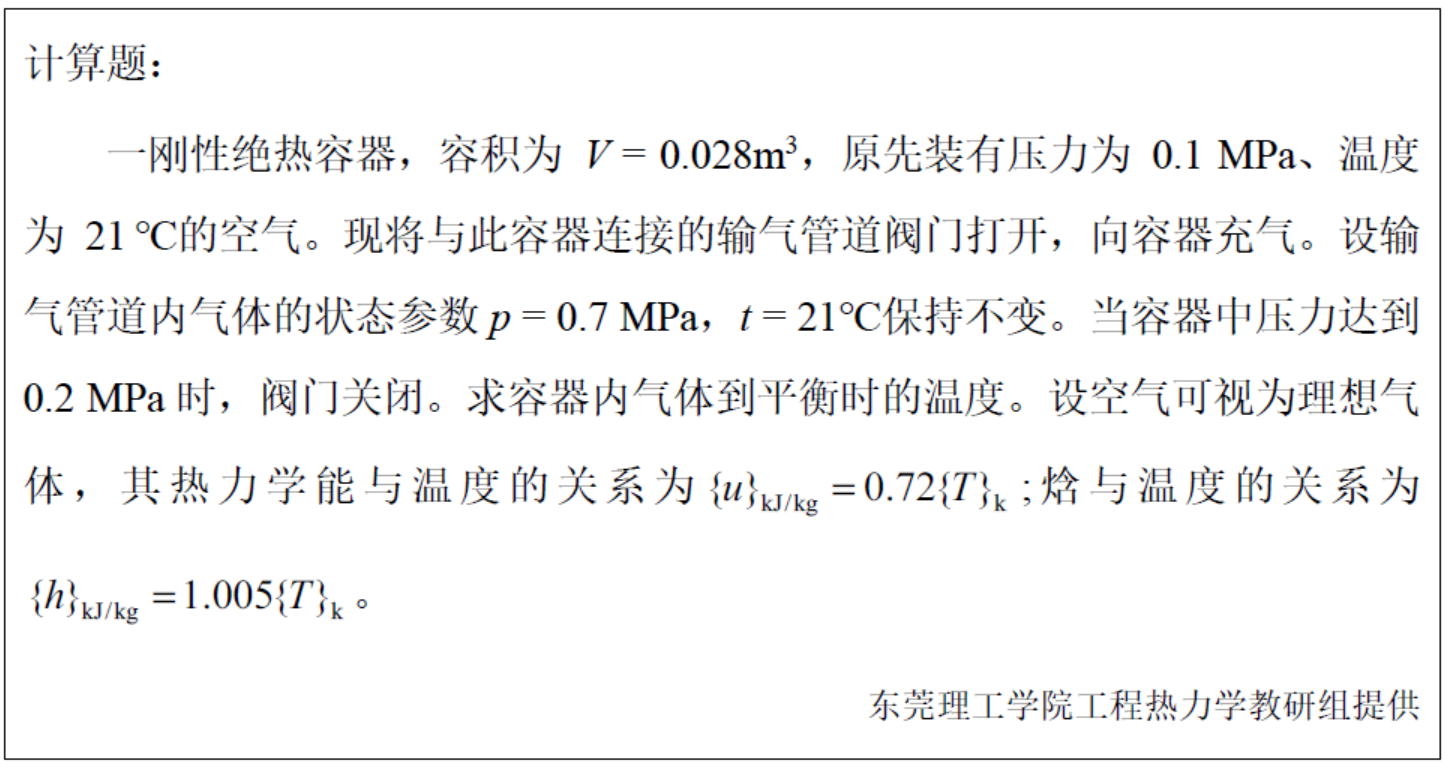 计算题：
一刚性绝热容器，容积为 V = 0.028m³，原先装有压力为 0.1 MPa、温度
为 21℃的空气。现将与此容器连接的输气管道阀门打开，向容器充气。设输
气管道内气体的状态参数 p = 0.7 MPa，t = 21℃保持不变。当容器中压力达到
0.2 MPa 时，阀门关闭。求容器内气体到平衡时的温度。设空气可视为理想气
体，其热力学能与温度的关系为{u}kJ/kg = 0.72{T}k；焓与温度的关系为
{h}kJ/kg = 1.005{T}k。
东莞理工学院工程热力学教研组提供